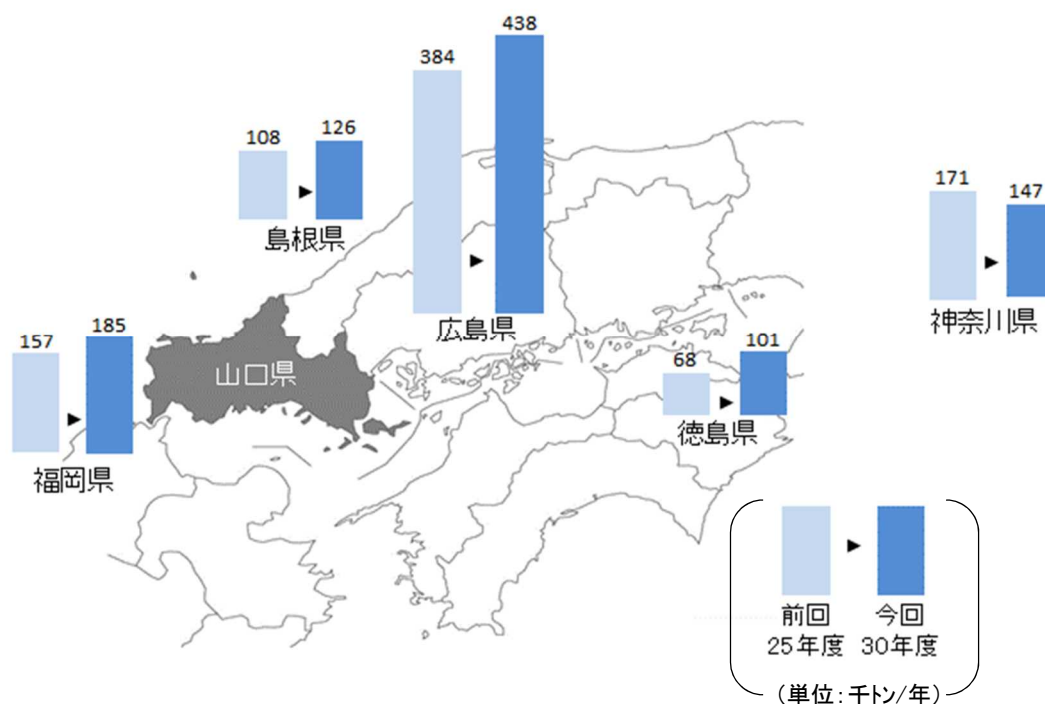 438
384
108
126
島根県
広島県
171
147
神奈川県
157
185
福岡県
山口県
68
101
徳島県
前回
25年度
今回
30年度
(単位:千トン/年)